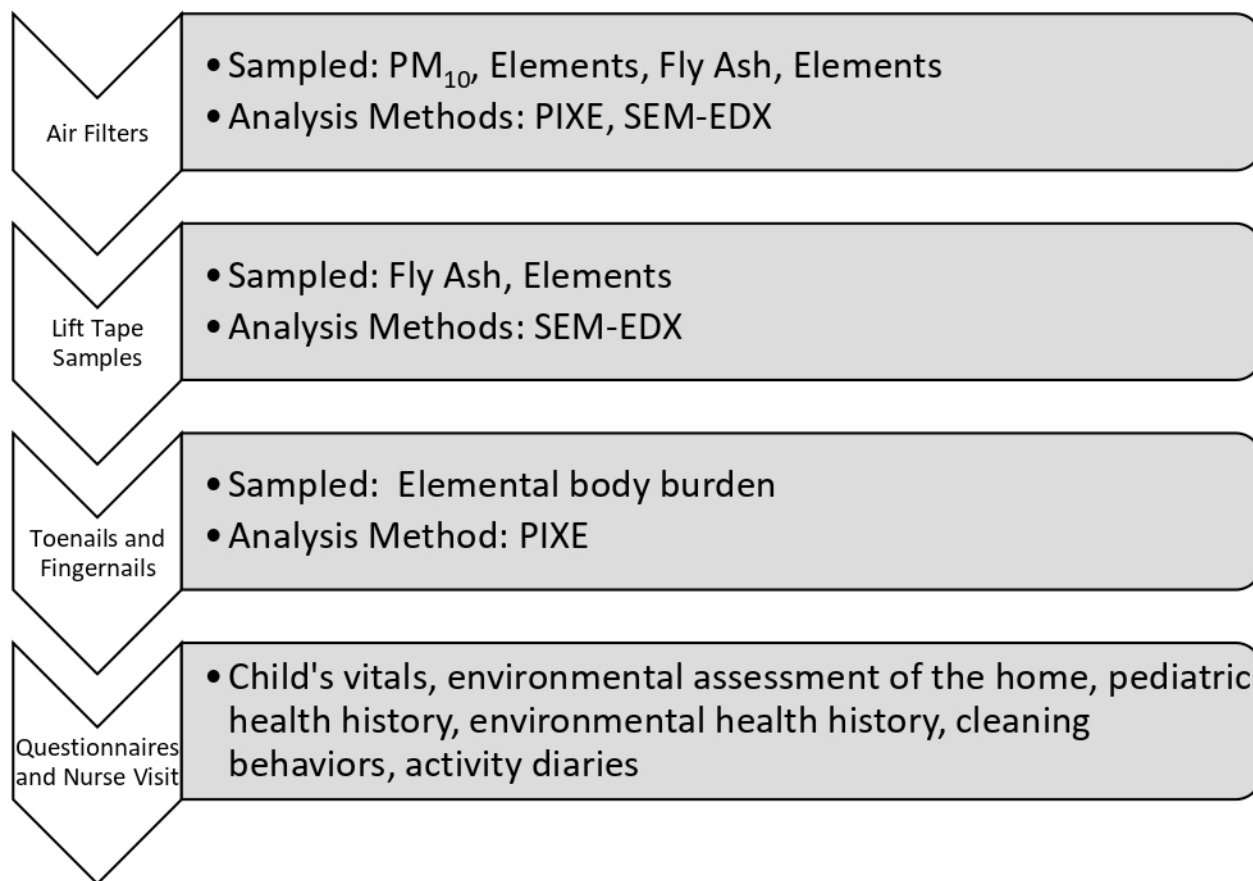 Air Filters
• Sampled: PM₁₀, Elements, Fly Ash, Elements
• Analysis Methods: PIXE, SEM-EDX
Lift Tape
Samples
• Sampled: Fly Ash, Elements
• Analysis Methods: SEM-EDX
Toenails and
Fingernails
• Sampled:  Elemental body burden
• Analysis Method: PIXE
Questionnaires
and Nurse Visit
• Child's vitals, environmental assessment of the home, pediatric
health history, environmental health history, cleaning
behaviors, activity diaries